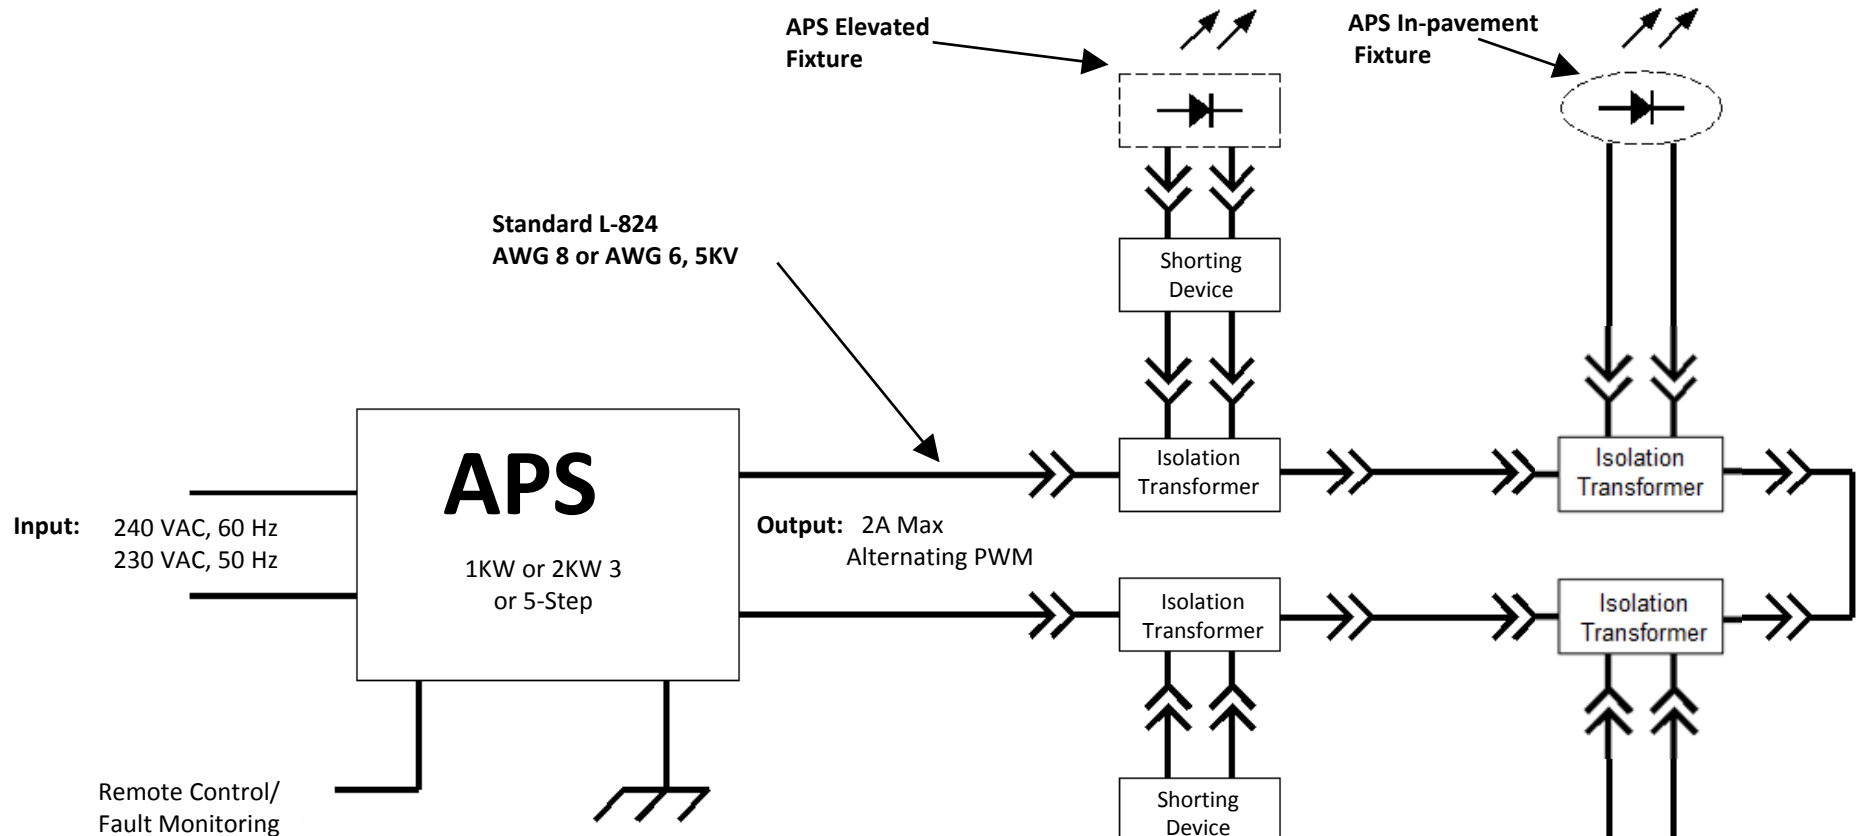 APS Elevated
Fixture
APS In-pavement
Fixture
Standard L-824
AWG 8 or AWG 6, 5KV
Shorting
Device
APS
1KW or 2KW 3
or 5-Step
Input: 240 VAC, 60 Hz
230 VAC, 50 Hz
Output: 2A Max
Alternating PWM
Isolation
Transformer
Isolation
Transformer
Isolation
Transformer
Isolation
Transformer
Remote Control/
Fault Monitoring
Shorting
Device